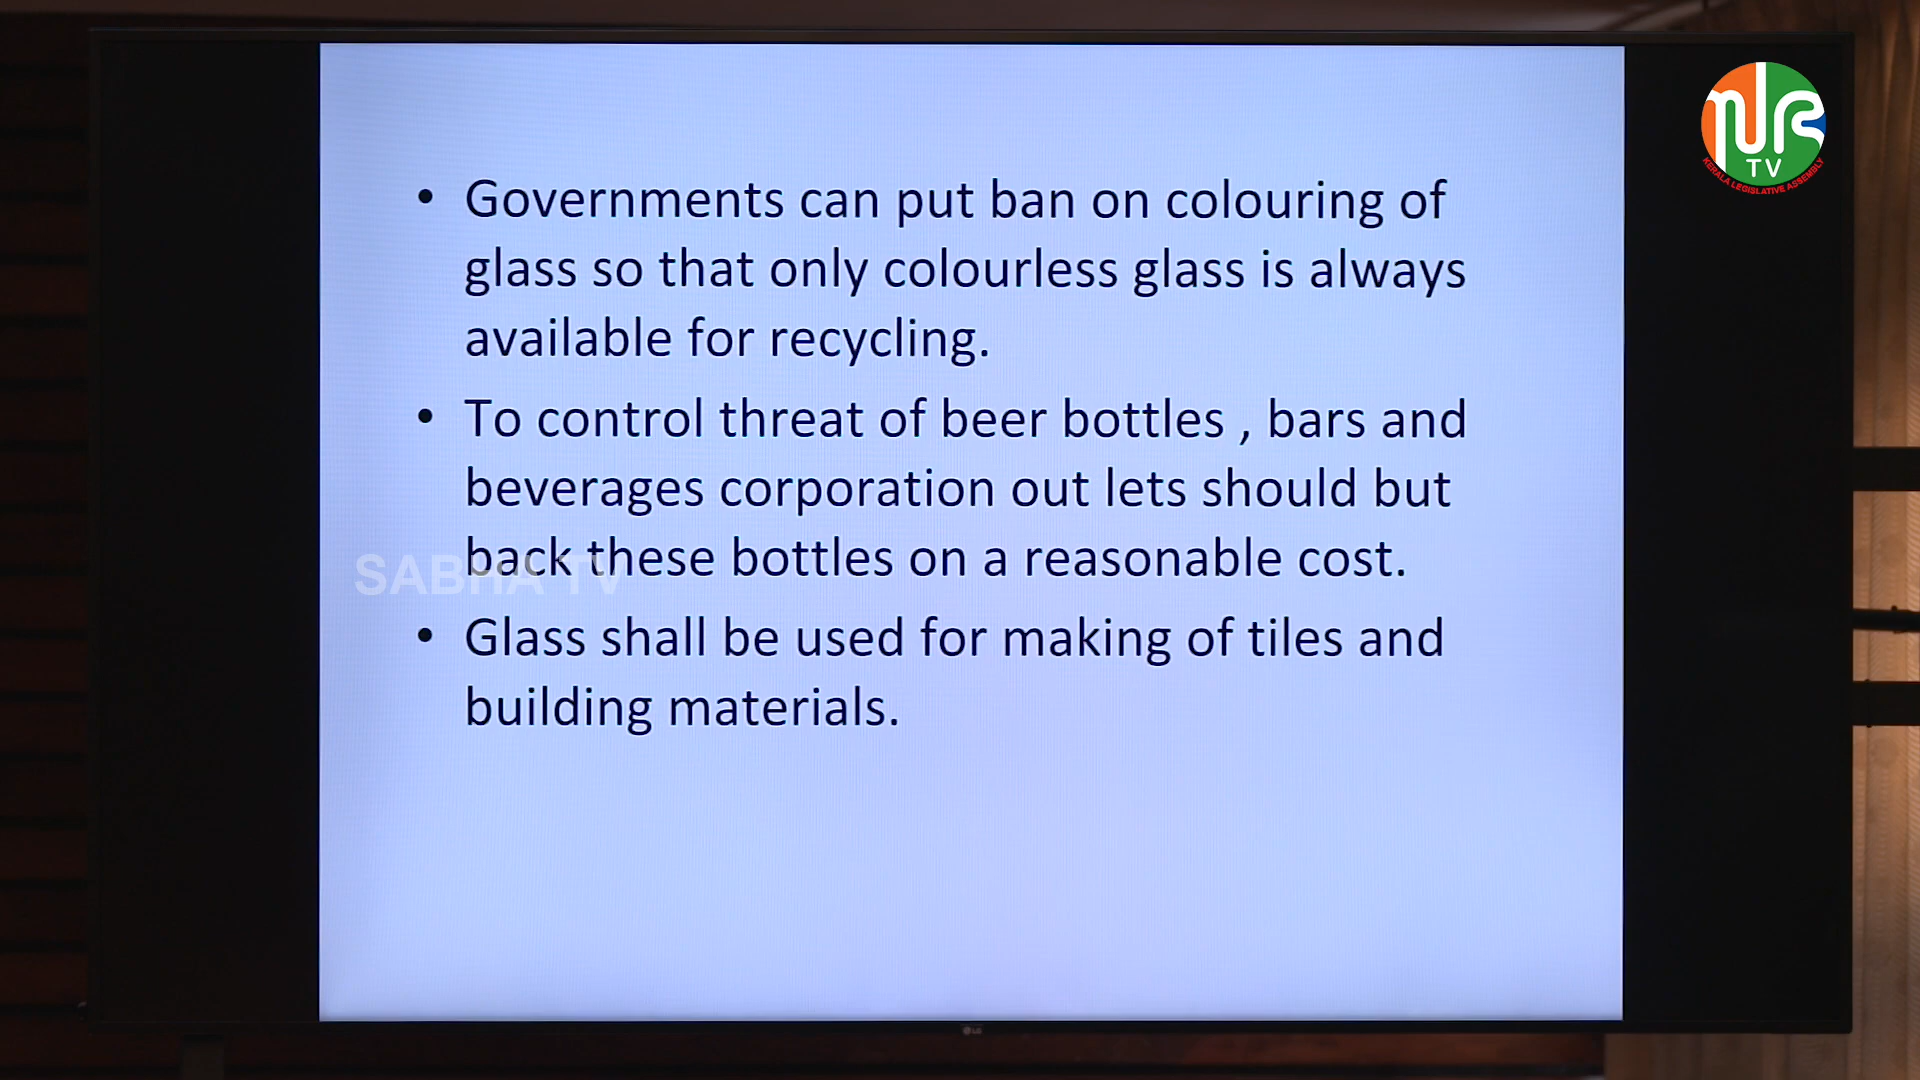 സഭ
TV
KERALA LEGISLATIVE ASSEMBLY
• Governments can put ban on colouring of
glass so that only colourless glass is always
available for recycling.
• To control threat of beer bottles , bars and
beverages corporation out lets should but
back these bottles on a reasonable cost.
SABHA TV
• Glass shall be used for making of tiles and
building materials.
LG